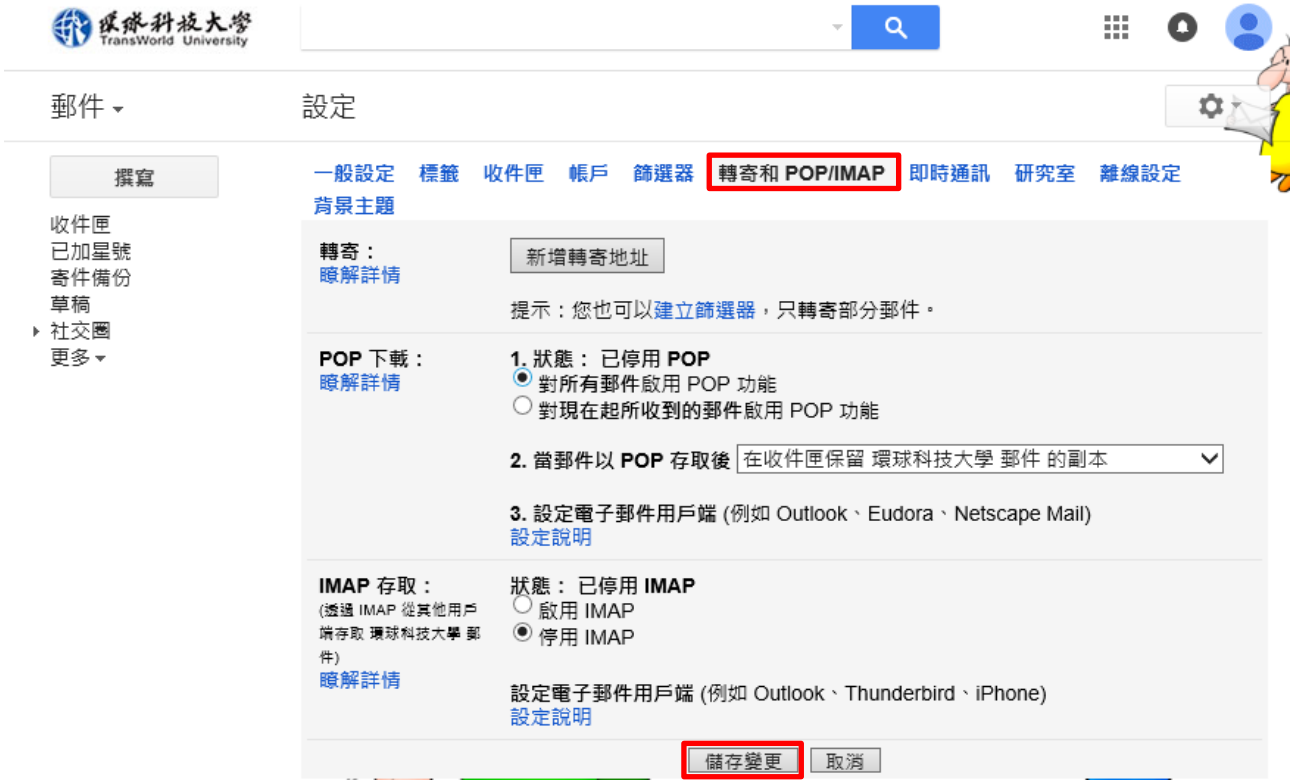 環球科技大學
TransWorld University
郵件
設定
撰寫
收件匣
已加星號
寄件備份
草稿
社交圈
更多
一般設定 標籤 收件匣 帳戶 篩選器 轉寄和 POP/IMAP 即時通訊 研究室 離線設定
背景主題
轉寄：
瞭解詳情
新增轉寄地址
提示：您也可以建立篩選器，只轉寄部分郵件。
POP 下載：
瞭解詳情
1. 狀態： 已停用 POP
對所有郵件啟用 POP 功能
對現在起所收到的郵件啟用 POP 功能
2. 當郵件以 POP 存取後 在收件匣保留 環球科技大學 郵件 的副本
3. 設定電子郵件用戶端 (例如 Outlook、Eudora、Netscape Mail)
設定說明
IMAP 存取：
(透過 IMAP 從其他用戶
端存取 環球科技大學 郵
件)
瞭解詳情
狀態： 已停用 IMAP
啟用 IMAP
停用 IMAP
設定電子郵件用戶端 (例如 Outlook、Thunderbird、iPhone)
設定說明
儲存變更 取消